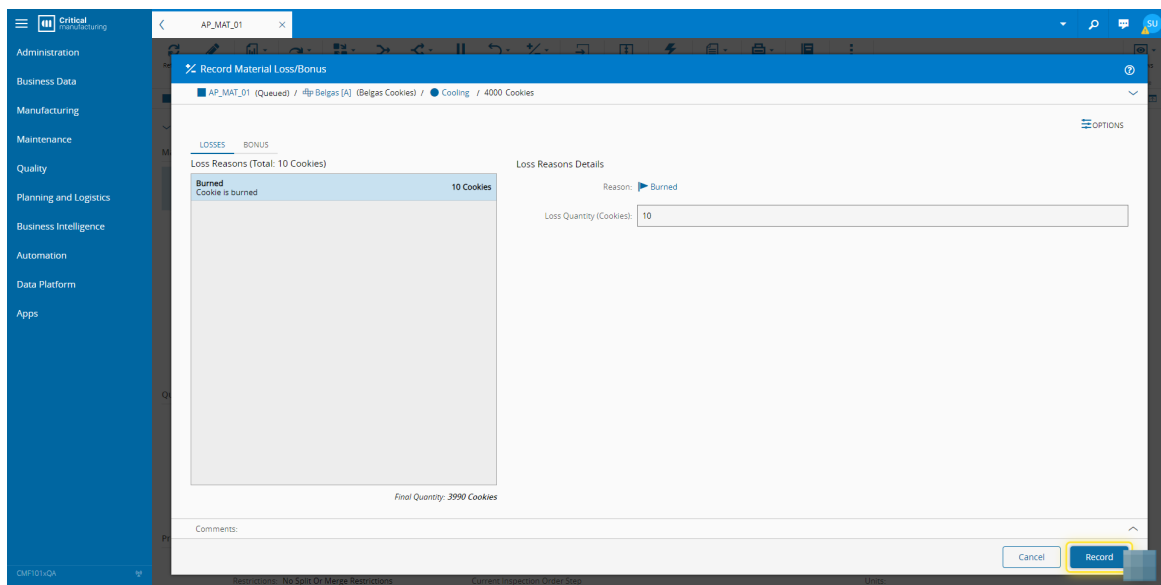 Critical manufacturing
AP_MAT_01
SU
Administration
Business Data
Manufacturing
Maintenance
Quality
Planning and Logistics
Business Intelligence
Automation
Data Platform
Apps
CMF101vQA
Record Material Loss/Bonus
AP_MAT_01 (Queued) / Belgas [A] (Belgas Cookies) / Cooling / 4000 Cookies
OPTIONS
LOSSES BONUS
Loss Reasons (Total: 10 Cookies)
Burned 10 Cookies
Cookie is burned
Final Quantity: 3990 Cookies
Loss Reasons Details
Reason: Burned
Loss Quantity (Cookies): 10
Comments:
Cancel Record
Restrictions: No Split Or Merge Restrictions Current Inspection Order Step Units: